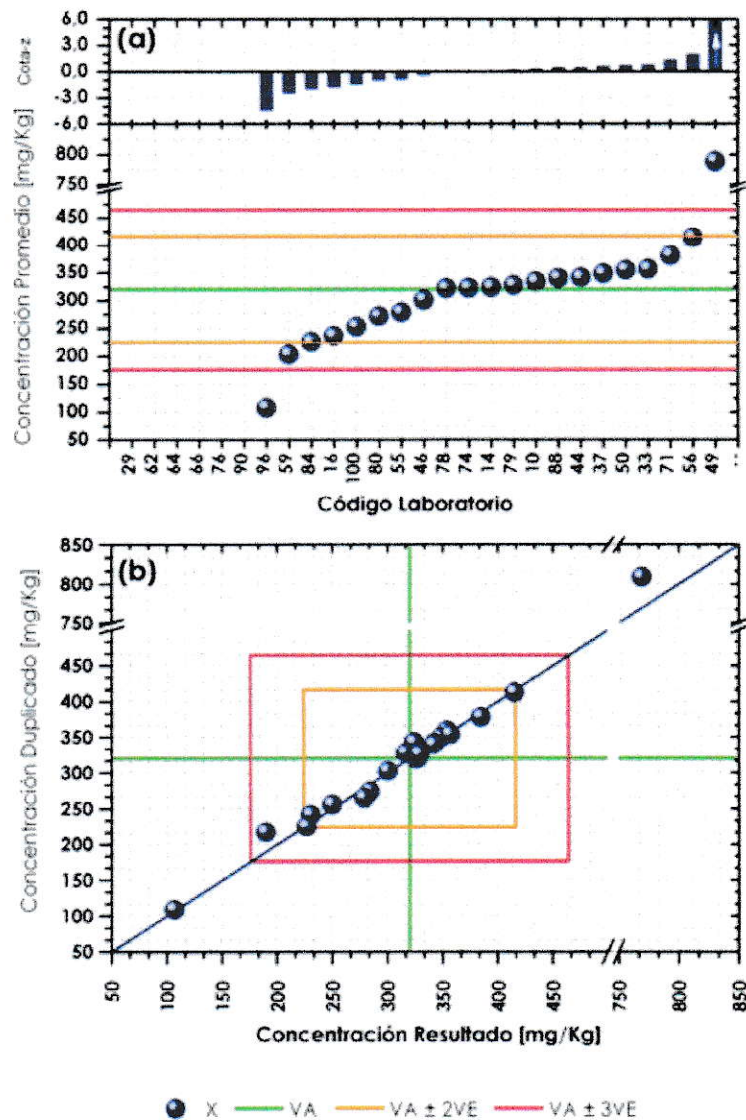 6,0
(a)
3,0
Cota-z
0,0
-3,0
-6,0
800
750
450
400
350
300
250
200
150
100
50
Concentración Promedio [mg/Kg]
29 62 64 68 76 90 96 59 84 16 100 80 55 46 78 74 14 79 10 88 44 37 50 33 71 56 49 --
Código Laboratorio
850
(b)
800
750
450
400
350
300
250
200
150
100
50
Concentración Duplicado [mg/Kg]
50 100 150 200 250 300 350 400 450 750 800 850
Concentración Resultado [mg/Kg]
X VA VA ± 2VE VA ± 3VE